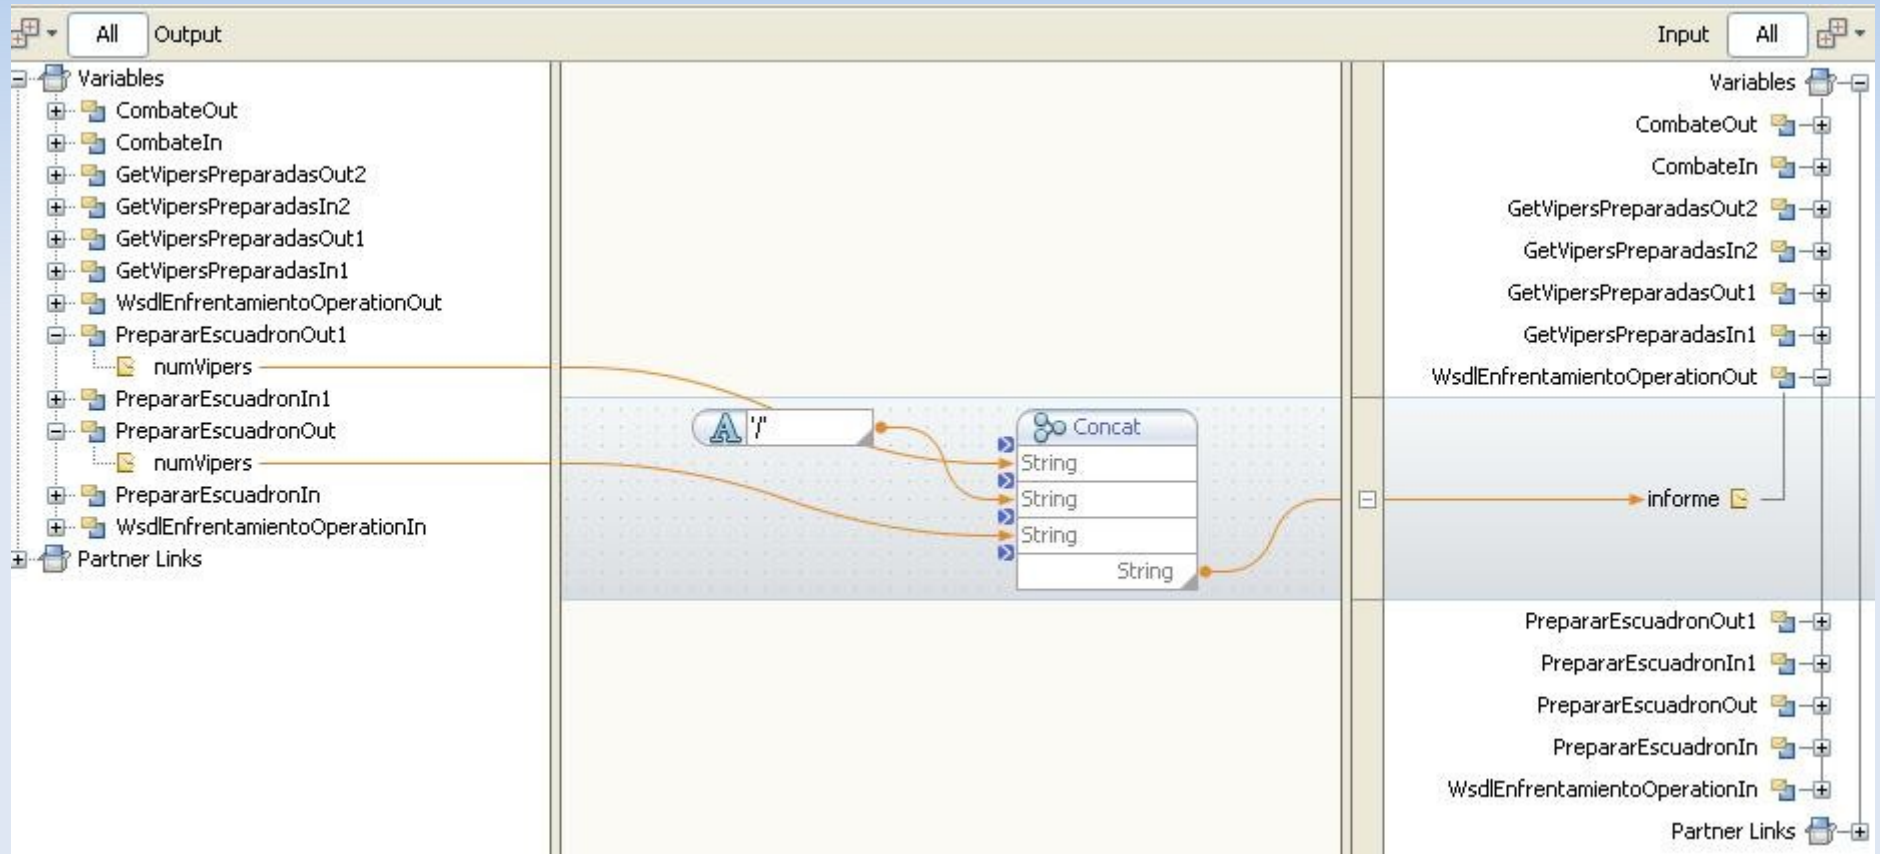 All Output
Variables
CombateOut
CombateIn
GetVipersPreparadasOut2
GetVipersPreparadasIn2
GetVipersPreparadasOut1
GetVipersPreparadasIn1
WsdlEnfrentamientoOperationOut
PrepararEscuadronOut1
numVipers
PrepararEscuadronIn1
PrepararEscuadronOut
numVipers
PrepararEscuadronIn
WsdlEnfrentamientoOperationIn
Partner Links
'/'
Concat
String
String
String
String
Input All
Variables
CombateOut
CombateIn
GetVipersPreparadasOut2
GetVipersPreparadasIn2
GetVipersPreparadasOut1
GetVipersPreparadasIn1
WsdlEnfrentamientoOperationOut
informe
PrepararEscuadronOut1
PrepararEscuadronIn1
PrepararEscuadronOut
PrepararEscuadronIn
WsdlEnfrentamientoOperationIn
Partner Links